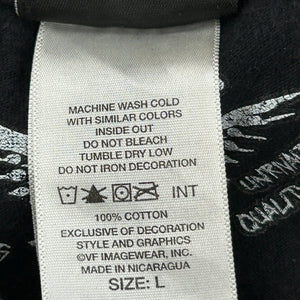 MACHINE WASH COLD
WITH SIMILAR COLORS
INSIDE OUT
DO NOT BLEACH
TUMBLE DRY LOW
DO NOT IRON DECORATION
INT
100% COTTON
EXCLUSIVE OF DECORATION
STYLE AND GRAPHICS
©VF IMAGEWEAR, INC.
MADE IN NICARAGUA
SIZE: L
QUALITY